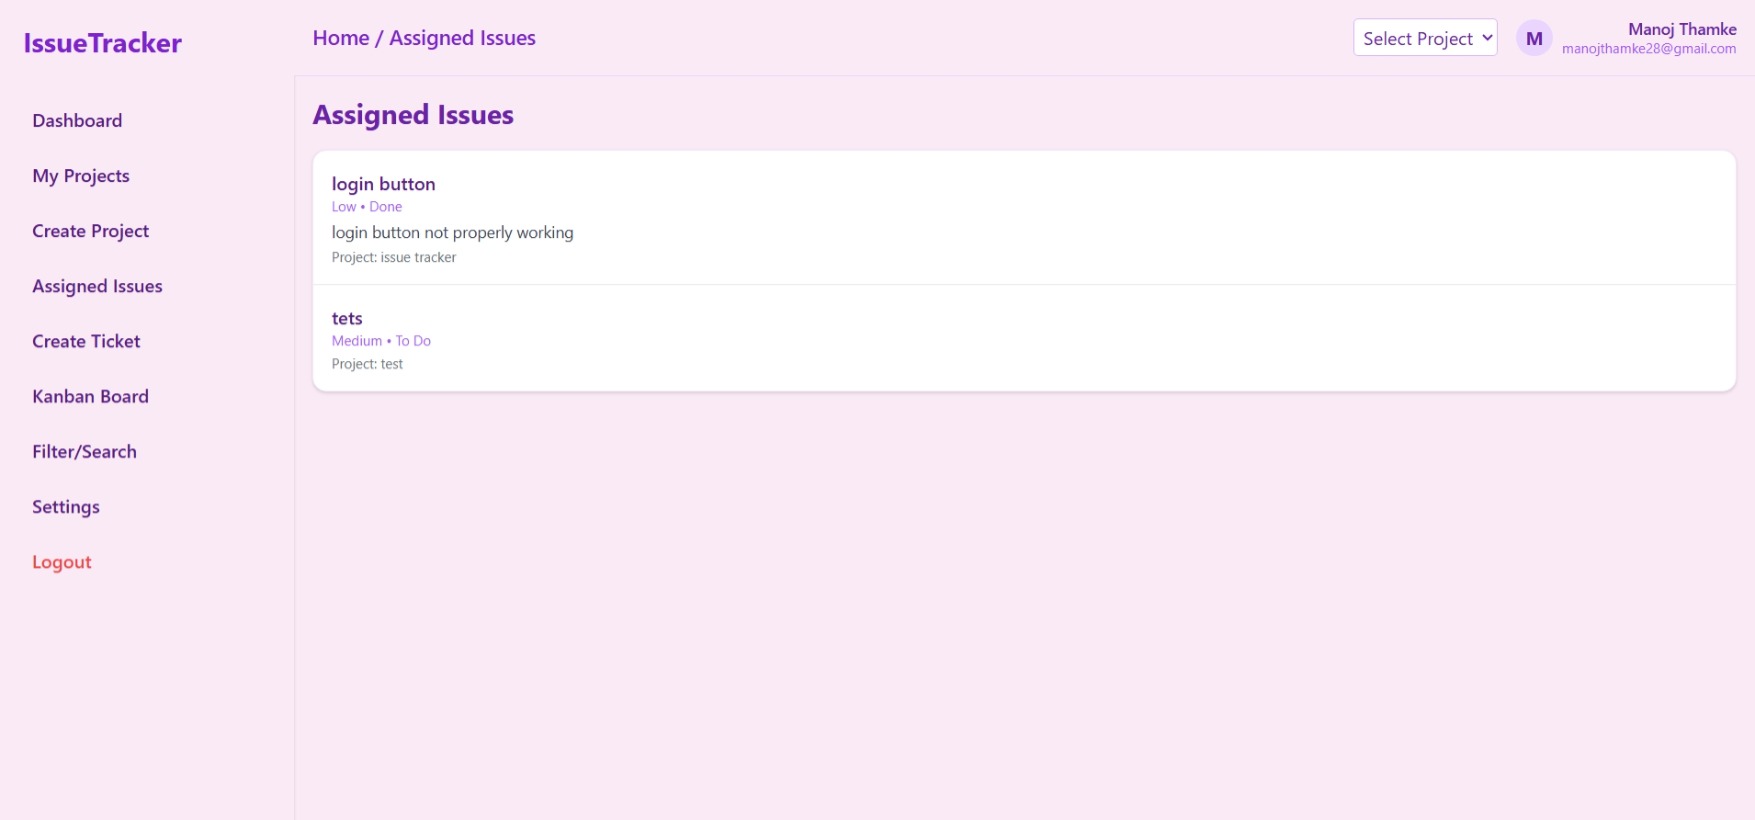 IssueTracker
Home / Assigned Issues
Select Project
M
Manoj Thamke
manojthamke28@gmail.com
Dashboard
My Projects
Create Project
Assigned Issues
Create Ticket
Kanban Board
Filter/Search
Settings
Logout
Assigned Issues
login button
Low • Done
login button not properly working
Project: issue tracker
tets
Medium • To Do
Project: test